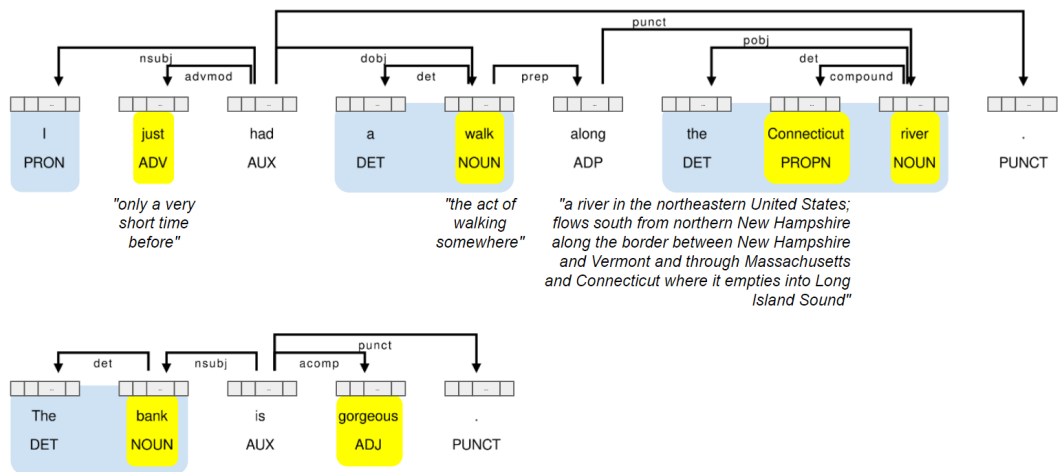 punct
punct
nsubj dobj pobj
advmod det prep det
compound
I just had a walk along the Connecticut river .
PRON ADV AUX DET NOUN ADP DET PROPN NOUN PUNCT
"only a very
short time
before"
"the act of
walking
somewhere"
"a river in the northeastern United States;
flows south from northern New Hampshire
along the border between New Hampshire
and Vermont and through Massachusetts
and Connecticut where it empties into Long
Island Sound"
punct
det nsubj acomp
The bank is gorgeous .
DET NOUN AUX ADJ PUNCT